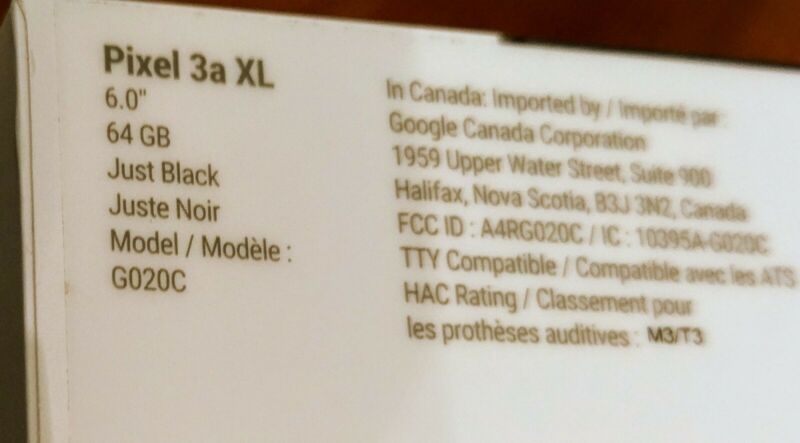 Pixel 3a XL
6.0"
64 GB
Just Black
Juste Noir
Model / Modèle :
G020C
In Canada: Imported by / Importé par :
Google Canada Corporation
1959 Upper Water Street, Suite 900
Halifax, Nova Scotia, B3J 3N2, Canada
FCC ID : A4RG020C / IC : 10395A-G020C
TTY Compatible / Compatible avec les ATS
HAC Rating / Classement pour
les prothèses auditives : M3/T3